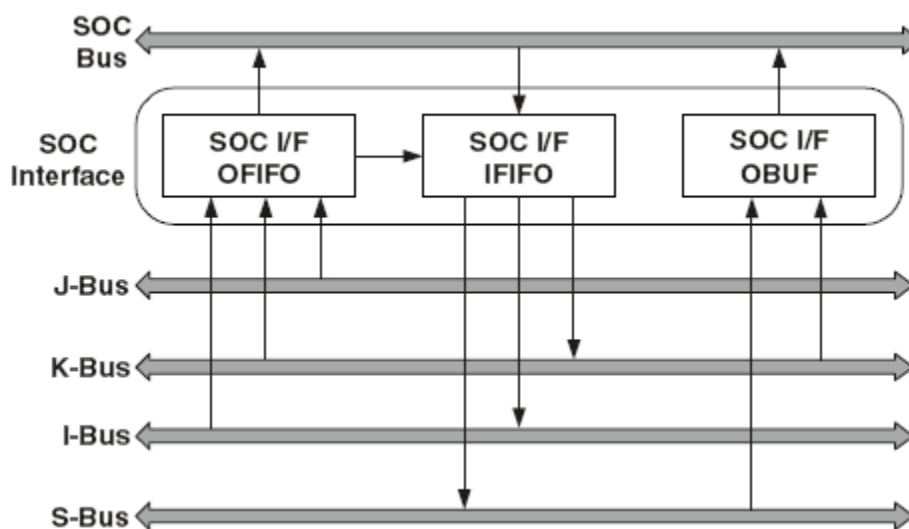 SOC
Bus
SOC
Interface
SOC I/F
OFIFO
SOC I/F
IFIFO
SOC I/F
OBUF
J-Bus
K-Bus
I-Bus
S-Bus